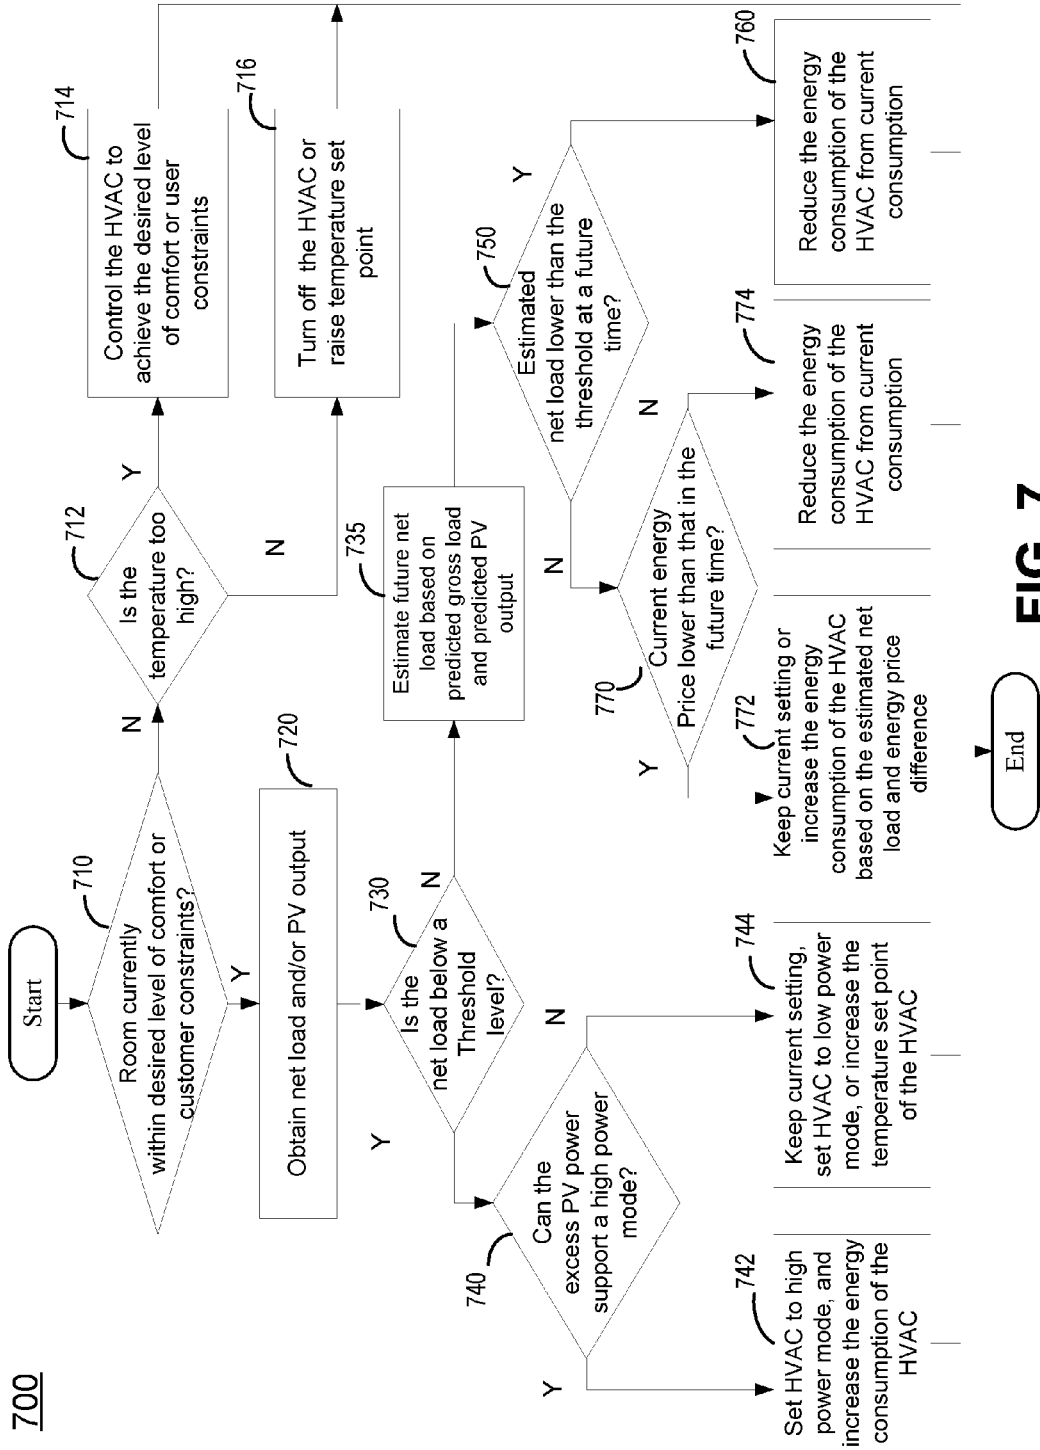 700
Start
710
Room currently
within desired level of comfort or
customer constraints?
N
Y
712
Is the
temperature too
high?
Y
N
714
Control the HVAC to
achieve the desired level
of comfort or user
constraints
716
Turn off the HVAC or
raise temperature set
point
720
Obtain net load and/or PV output
730
Is the
net load below a
Threshold
level?
Y
N
735
Estimate future net
load based on
predicted gross load
and predicted PV
output
740
Can the
excess PV power
support a high power
mode?
Y
N
750
Estimated
net load lower than the
threshold at a future
time?
Y
N
770
Current energy
Price lower than that in the
future time?
Y
N
742
Set HVAC to high
power mode, and
increase the energy
consumption of the
HVAC
744
Keep current setting,
set HVAC to low power
mode, or increase the
temperature set point
of the HVAC
772
Keep current setting or
increase the energy
consumption of the HVAC
based on the estimated net
load and energy price
difference
774
Reduce the energy
consumption of the
HVAC from current
consumption
760
Reduce the energy
consumption of the
HVAC from current
consumption
End
FIG. 7